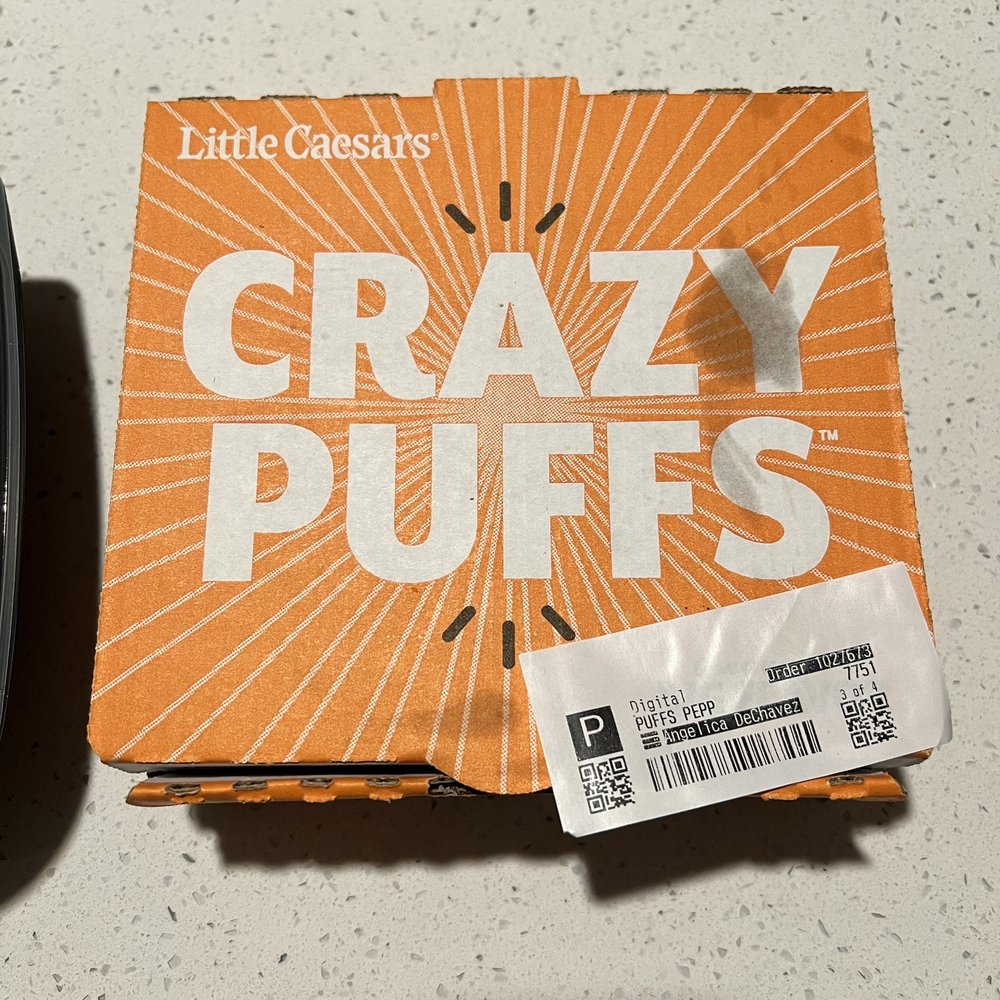 Little Caesars®
CRAZY
PUFFS™
Order 1027673
7751
Digital
3 of 4
PUFFS PEPP
Angelica DeChavez
P